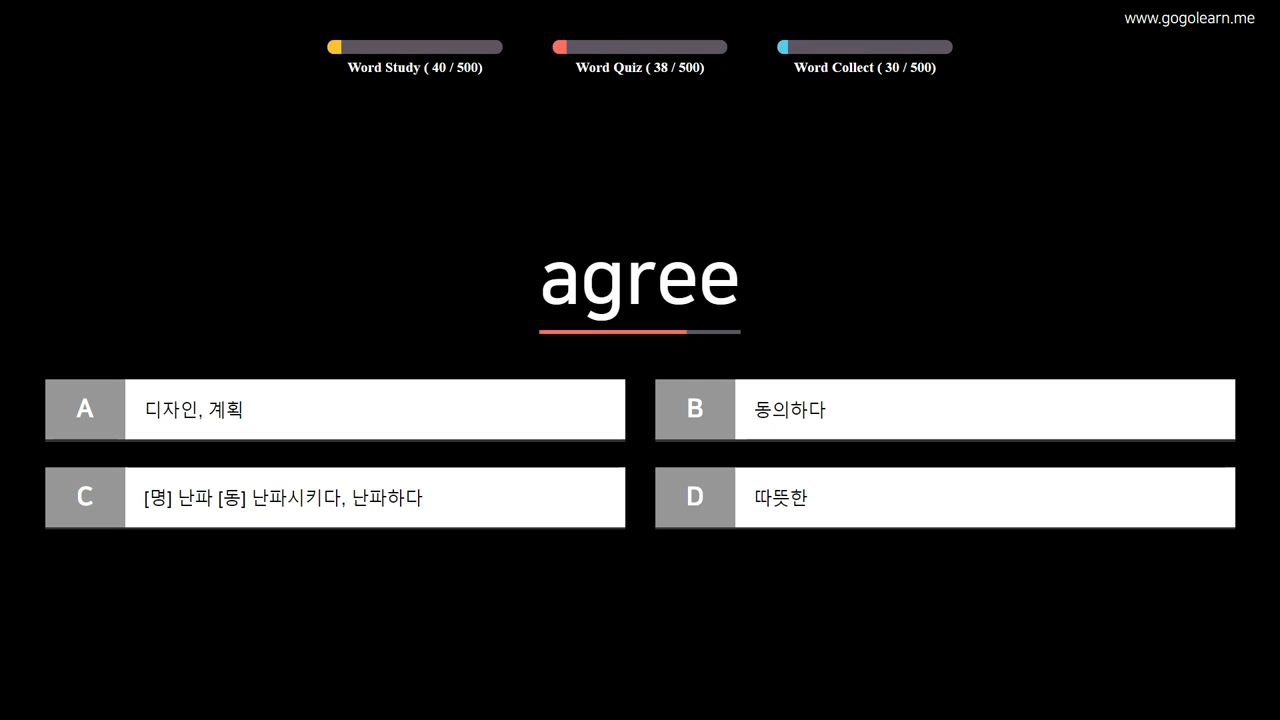 www.gogolearn.me
Word Study ( 40 / 500)
Word Quiz ( 38 / 500)
Word Collect ( 30 / 500)
agree
A 디자인, 계획
B 동의하다
C [명] 난파 [동] 난파시키다, 난파하다
D 따뜻한